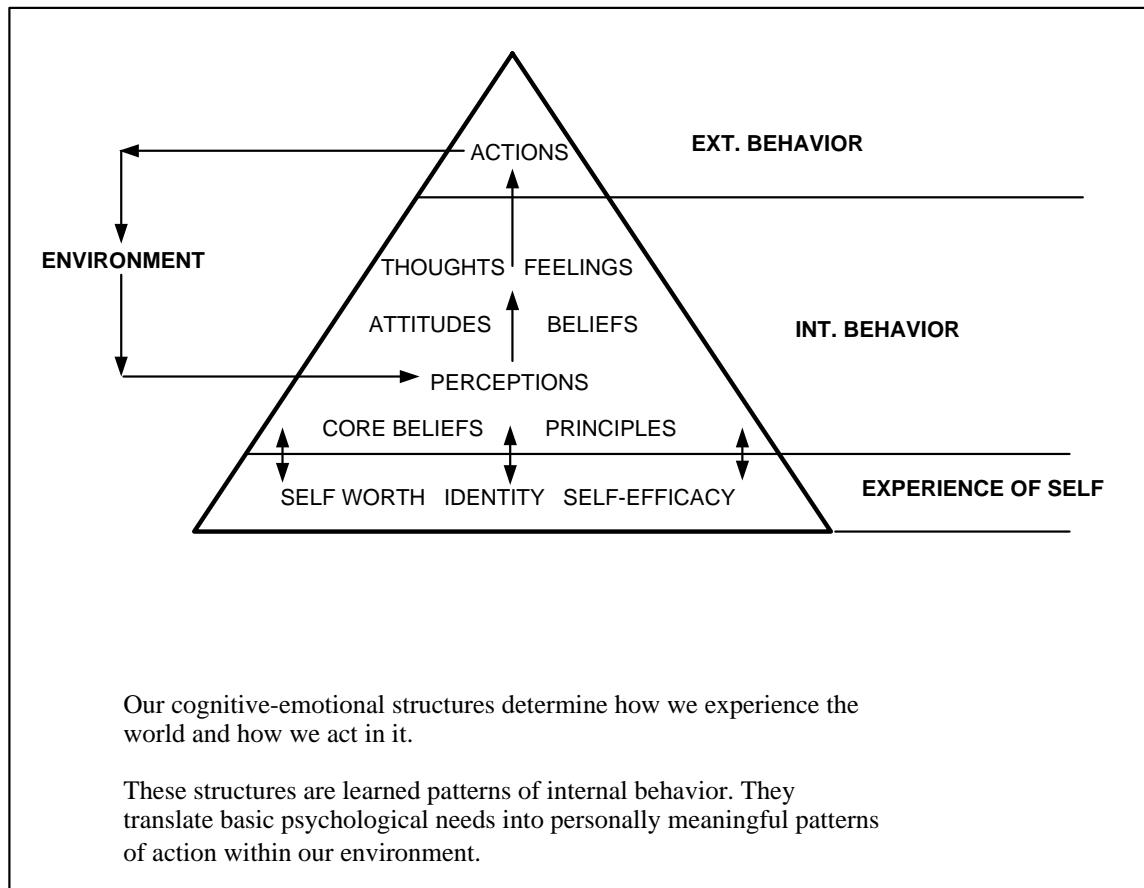 EXT. BEHAVIOR
ACTIONS
ENVIRONMENT
THOUGHTS FEELINGS
ATTITUDES BELIEFS
INT. BEHAVIOR
PERCEPTIONS
CORE BELIEFS PRINCIPLES
SELF WORTH IDENTITY SELF-EFFICACY
EXPERIENCE OF SELF
Our cognitive-emotional structures determine how we experience the
world and how we act in it.
These structures are learned patterns of internal behavior. They
translate basic psychological needs into personally meaningful patterns
of action within our environment.